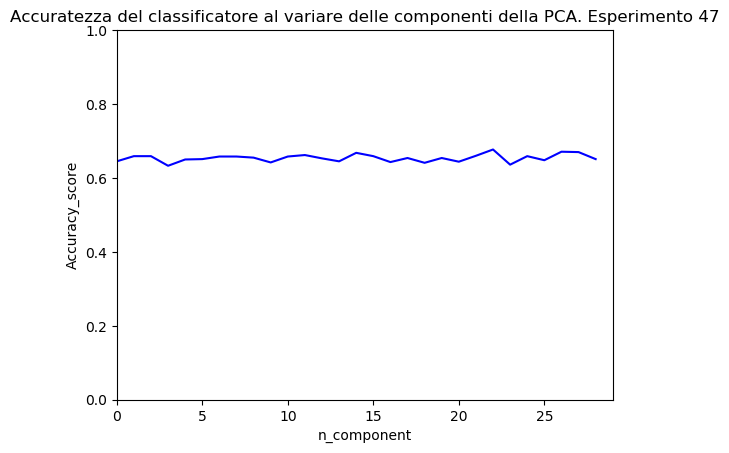 Accuratezza del classificatore al variare delle componenti della PCA. Esperimento 47
1.0
0.8
0.6
0.4
0.2
0.0
Accuracy_score
0 5 10 15 20 25
n_component